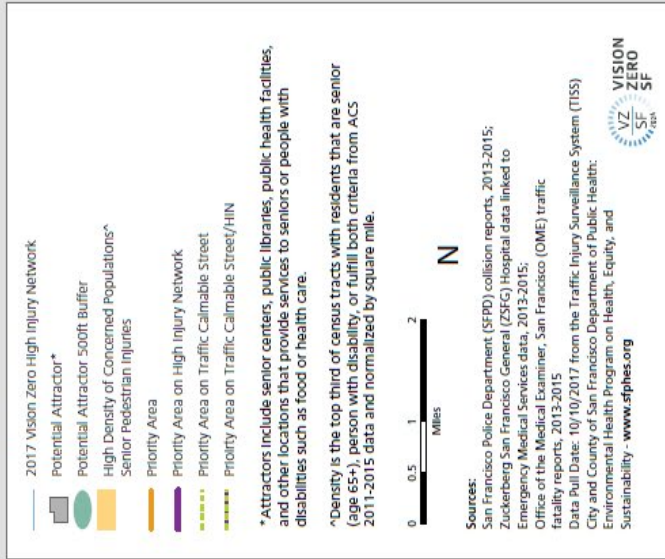 2017 Vision Zero High Injury Network
Potential Attractor*
Potential Attractor 500ft Buffer
High Density of Concerned Populations^
Senior Pedestrian Injuries
Priority Area
Priority Area on High Injury Network
Priority Area on Traffic Calmable Street
Prioirty Area on Traffic Calmable Street/HIN
*Attractors include senior centers, public libraries, public health facilities,
and other locations that provide services to seniors or people with
disabilities such as food or health care.
^Density is the top third of census tracts with residents that are senior
(age 65+), person with disability, or fulfill both criteria from ACS
2011-2015 data and normalized by square mile.
0 0.5 1 2
Miles
N
Sources:
San Francisco Police Department (SFPD) collision reports, 2013-2015;
Zuckerberg San Francisco General (ZSFG) Hospital data linked to
Emergency Medical Services data, 2013-2015;
Office of the Medical Examiner, San Francisco (OME) traffic
fatality reports, 2013-2015
Data Pull Date: 10/10/2017 from the Traffic Injury Surveillance System (TISS)
City and County of San Francisco Department of Public Health:
Environmental Health Program on Health, Equity, and
Sustainability - www.sfphes.org
VZ
SF
2024
VISION
ZERO
SF